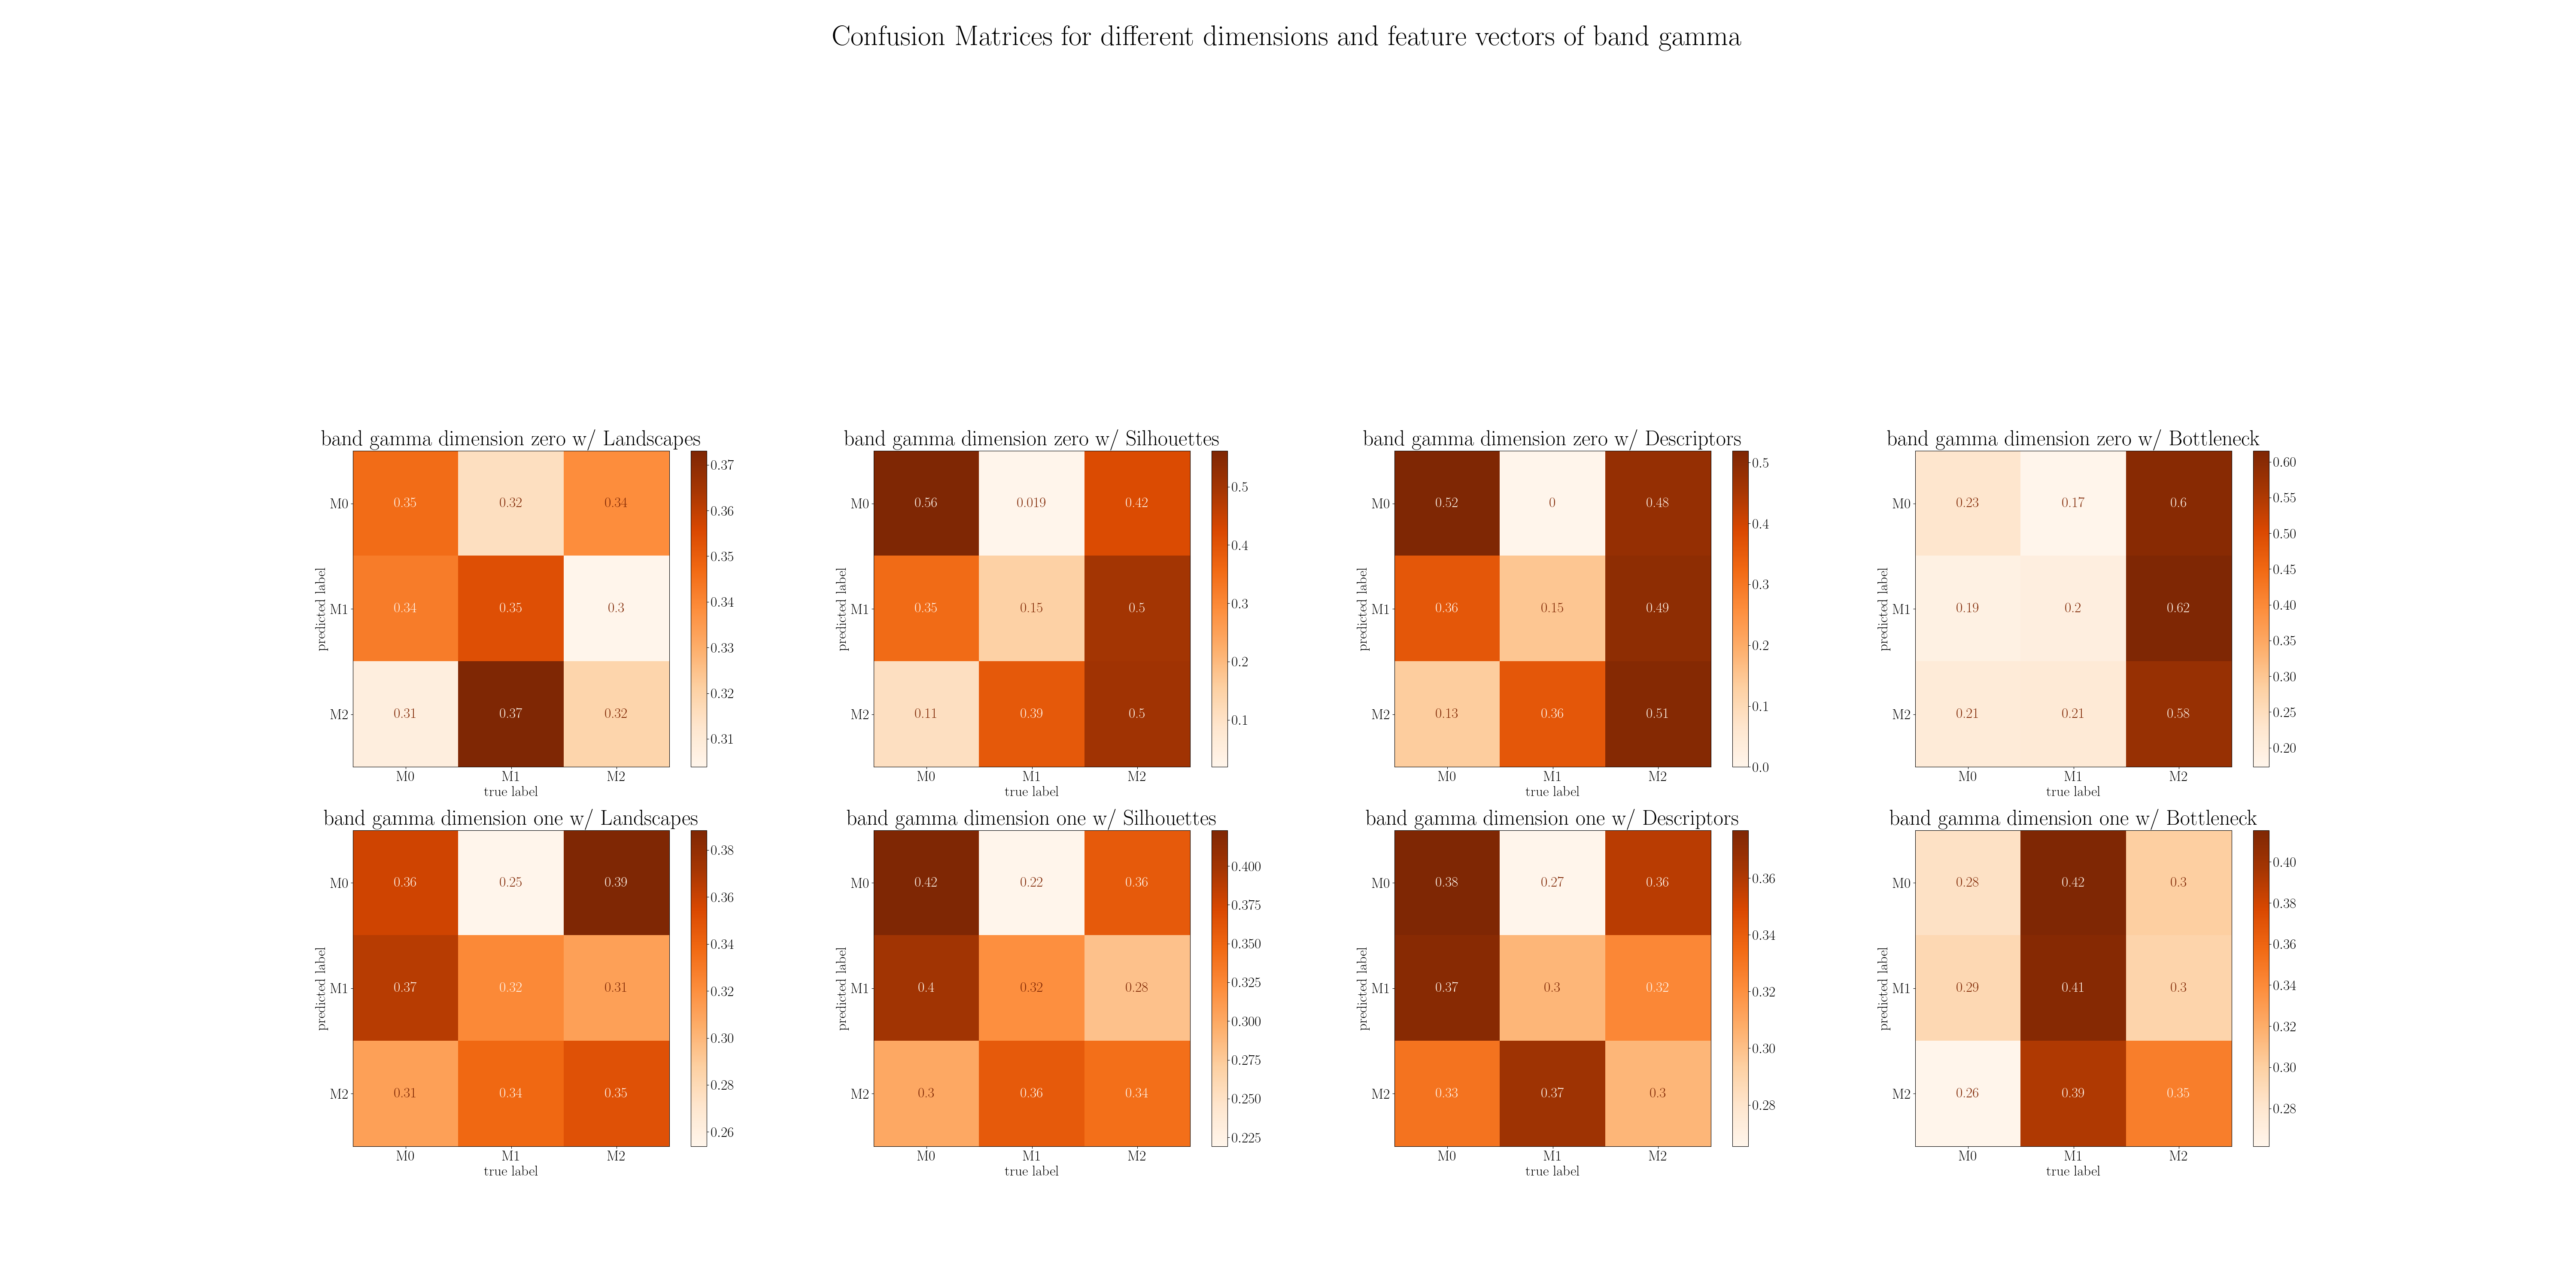 Confusion Matrices for different dimensions and feature vectors of band gamma
band gamma dimension zero w/ Landscapes
predicted label
M0 0.35 0.32 0.34
M1 0.34 0.35 0.3
M2 0.31 0.37 0.32
M0 M1 M2
true label
0.37
0.36
0.35
0.34
0.33
0.32
0.31
band gamma dimension zero w/ Silhouettes
predicted label
M0 0.56 0.019 0.42
M1 0.35 0.15 0.5
M2 0.11 0.39 0.5
M0 M1 M2
true label
0.5
0.4
0.3
0.2
0.1
band gamma dimension zero w/ Descriptors
predicted label
M0 0.52 0 0.48
M1 0.36 0.15 0.49
M2 0.13 0.36 0.51
M0 M1 M2
true label
0.5
0.4
0.3
0.2
0.1
0.0
band gamma dimension zero w/ Bottleneck
predicted label
M0 0.23 0.17 0.6
M1 0.19 0.2 0.62
M2 0.21 0.21 0.58
M0 M1 M2
true label
0.60
0.55
0.50
0.45
0.40
0.35
0.30
0.25
0.20
band gamma dimension one w/ Landscapes
predicted label
M0 0.36 0.25 0.39
M1 0.37 0.32 0.31
M2 0.31 0.34 0.35
M0 M1 M2
true label
0.38
0.36
0.34
0.32
0.30
0.28
0.26
band gamma dimension one w/ Silhouettes
predicted label
M0 0.42 0.22 0.36
M1 0.4 0.32 0.28
M2 0.3 0.36 0.34
M0 M1 M2
true label
0.400
0.375
0.350
0.325
0.300
0.275
0.250
0.225
band gamma dimension one w/ Descriptors
predicted label
M0 0.38 0.27 0.36
M1 0.37 0.3 0.32
M2 0.33 0.37 0.3
M0 M1 M2
true label
0.36
0.34
0.32
0.30
0.28
band gamma dimension one w/ Bottleneck
predicted label
M0 0.28 0.42 0.3
M1 0.29 0.41 0.3
M2 0.26 0.39 0.35
M0 M1 M2
true label
0.40
0.38
0.36
0.34
0.32
0.30
0.28